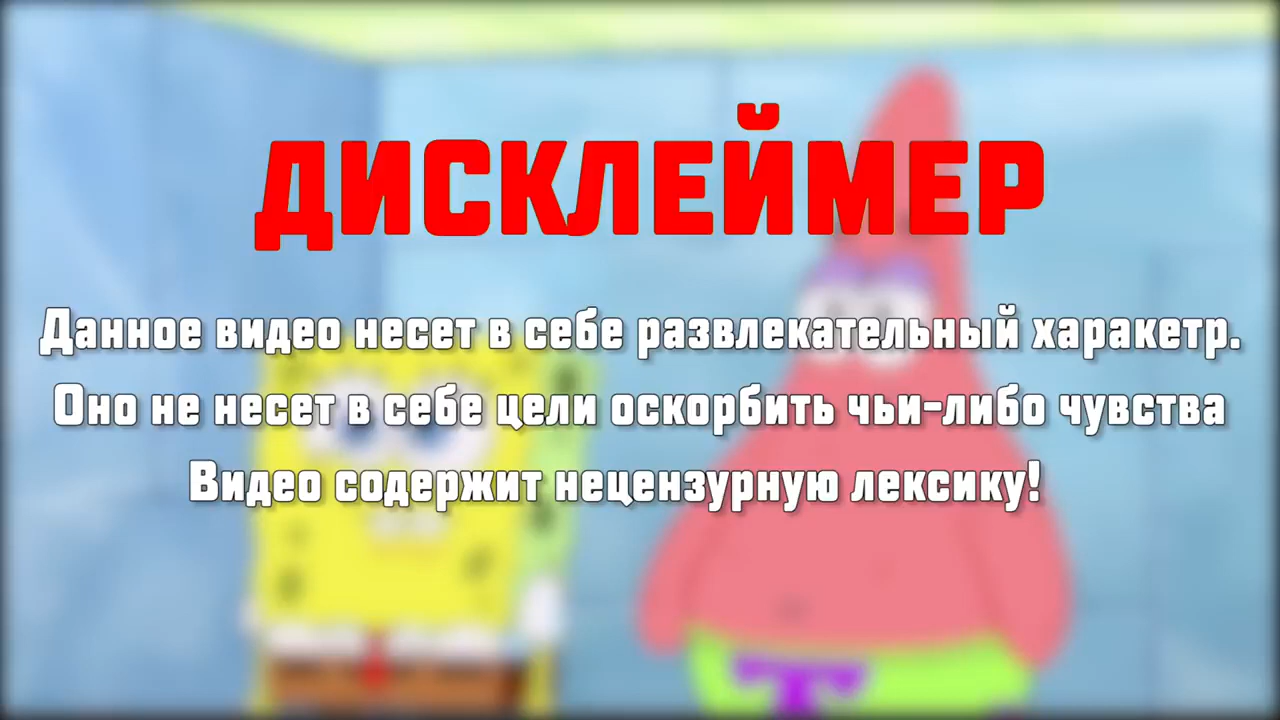 ДИСКЛЕЙМЕР
Данное видео несет в себе развлекательный харакетр.
Оно не несет в себе цели оскорбить чьи-либо чувства
Видео содержит нецензурную лексику!